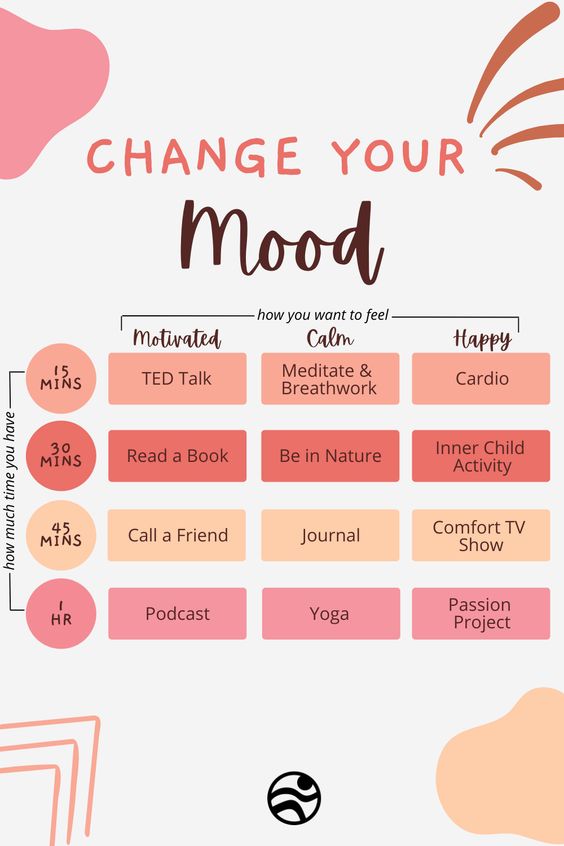 CHANGE YOUR
Mood
how you want to feel
Motivated Calm Happy
how much time you have
15 MINS
TED Talk
Meditate &
Breathwork
Cardio
30 MINS
Read a Book
Be in Nature
Inner Child
Activity
45 MINS
Call a Friend
Journal
Comfort TV
Show
1 HR
Podcast
Yoga
Passion
Project